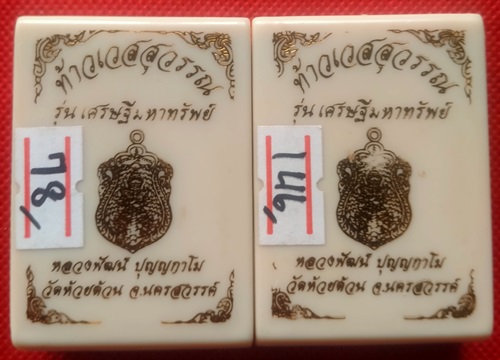 ท้าวเวสสุวรรณ
รุ่น เศรษฐีมหาทรัพย์
78,
หลวงพ่อพัฒน์ ปุญญกาโม
วัดห้วยด้วน จ.นครสวรรค์
ท้าวเวสสุวรรณ
รุ่น เศรษฐีมหาทรัพย์
146,
หลวงพัฒน์ ปุญญกาโม
วัดห้วยด้วน จ.นครสวรรค์